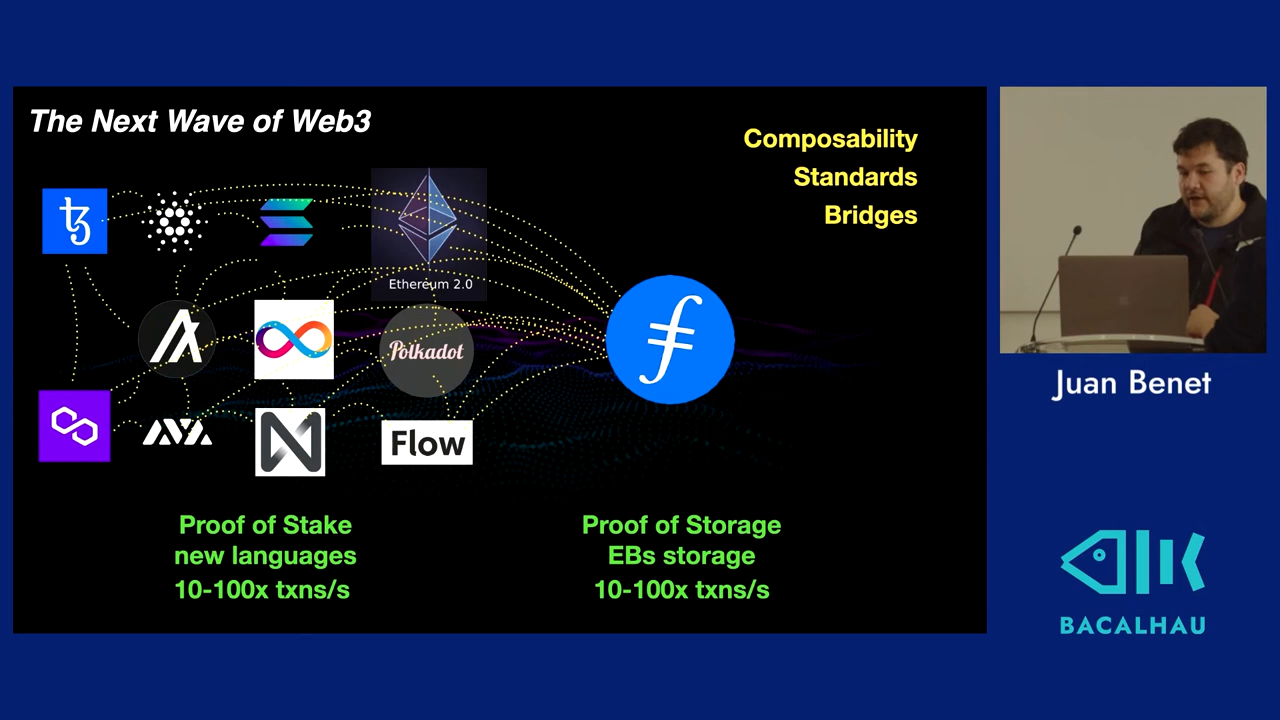 The Next Wave of Web3
Composability
Standards
Bridges
Ethereum 2.0
Polkadot
Flow
Proof of Stake
new languages
10-100x txns/s
Proof of Storage
EBs storage
10-100x txns/s
Juan Benet
BACALHAU